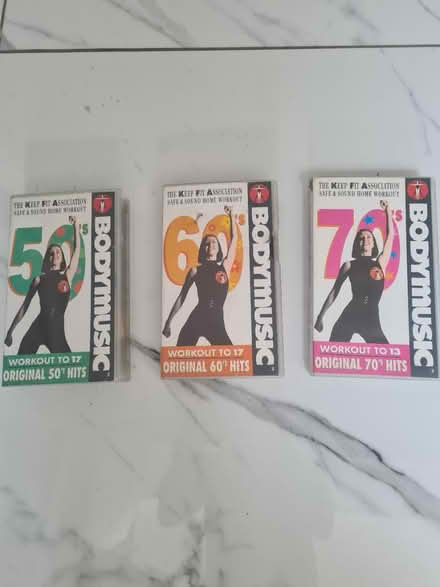 THE KEEP FIT ASSOCIATION
SAFE & SOUND HOME WORKOUT
50'S
BODYMUSIC
WORKOUT TO 17
ORIGINAL 50'S HITS
THE KEEP FIT ASSOCIATION
SAFE & SOUND HOME WORKOUT
60'S
BODYMUSIC
WORKOUT TO 17
ORIGINAL 60'S HITS
THE KEEP FIT ASSOCIATION
SAFE & SOUND HOME WORKOUT
70'S
BODYMUSIC
WORKOUT TO 13
ORIGINAL 70'S HITS